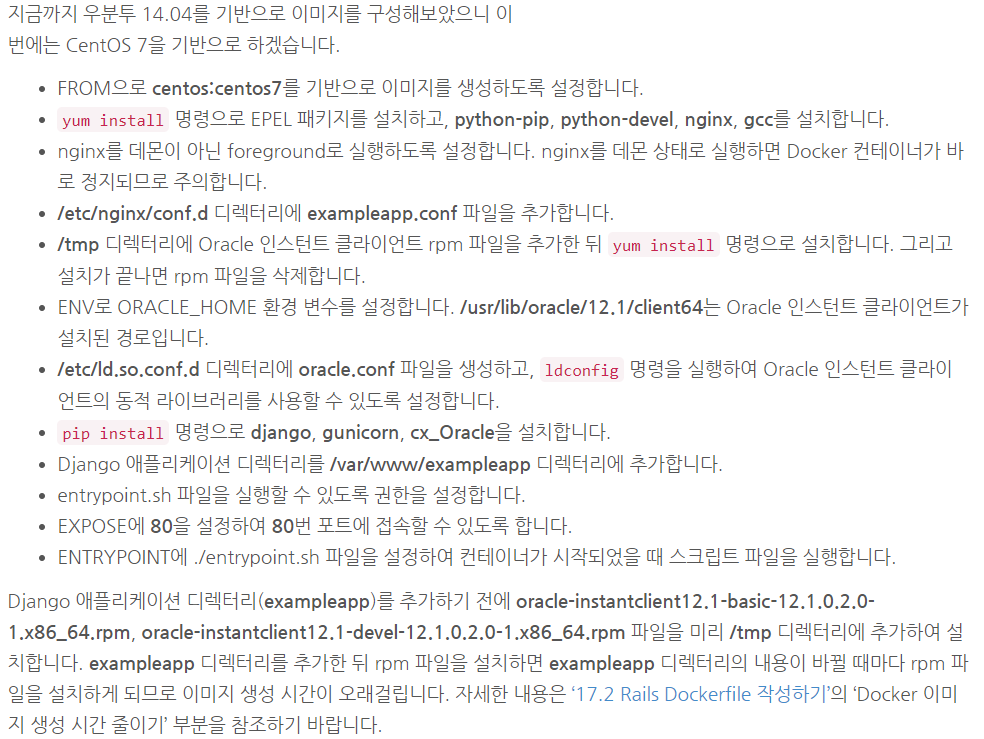 지금까지 우분투 14.04를 기반으로 이미지를 구성해보았으니 이
번에는 CentOS 7을 기반으로 하겠습니다.
• FROM으로 centos:centos7를 기반으로 이미지를 생성하도록 설정합니다.
• yum install 명령으로 EPEL 패키지를 설치하고, python-pip, python-devel, nginx, gcc를 설치합니다.
• nginx를 데몬이 아닌 foreground로 실행하도록 설정합니다. nginx를 데몬 상태로 실행하면 Docker 컨테이너가 바
로 정지되므로 주의합니다.
• /etc/nginx/conf.d 디렉터리에 exampleapp.conf 파일을 추가합니다.
• /tmp 디렉터리에 Oracle 인스턴트 클라이언트 rpm 파일을 추가한 뒤 yum install 명령으로 설치합니다. 그리고
설치가 끝나면 rpm 파일을 삭제합니다.
• ENV로 ORACLE_HOME 환경 변수를 설정합니다. /usr/lib/oracle/12.1/client64는 Oracle 인스턴트 클라이언트가
설치된 경로입니다.
• /etc/ld.so.conf.d 디렉터리에 oracle.conf 파일을 생성하고, ldconfig 명령을 실행하여 Oracle 인스턴트 클라이
언트의 동적 라이브러리를 사용할 수 있도록 설정합니다.
• pip install 명령으로 django, gunicorn, cx_Oracle을 설치합니다.
• Django 애플리케이션 디렉터리를 /var/www/exampleapp 디렉터리에 추가합니다.
• entrypoint.sh 파일을 실행할 수 있도록 권한을 설정합니다.
• EXPOSE에 80을 설정하여 80번 포트에 접속할 수 있도록 합니다.
• ENTRYPOINT에 ./entrypoint.sh 파일을 설정하여 컨테이너가 시작되었을 때 스크립트 파일을 실행합니다.
Django 애플리케이션 디렉터리(exampleapp)를 추가하기 전에 oracle-instantclient12.1-basic-12.1.0.2.0-
1.x86_64.rpm, oracle-instantclient12.1-devel-12.1.0.2.0-1.x86_64.rpm 파일을 미리 /tmp 디렉터리에 추가하여 설
치합니다. exampleapp 디렉터리를 추가한 뒤 rpm 파일을 설치하면 exampleapp 디렉터리의 내용이 바뀔 때마다 rpm 파
일을 설치하게 되므로 이미지 생성 시간이 오래걸립니다. 자세한 내용은 ‘17.2 Rails Dockerfile 작성하기’의 ‘Docker 이미
지 생성 시간 줄이기’ 부분을 참조하기 바랍니다.